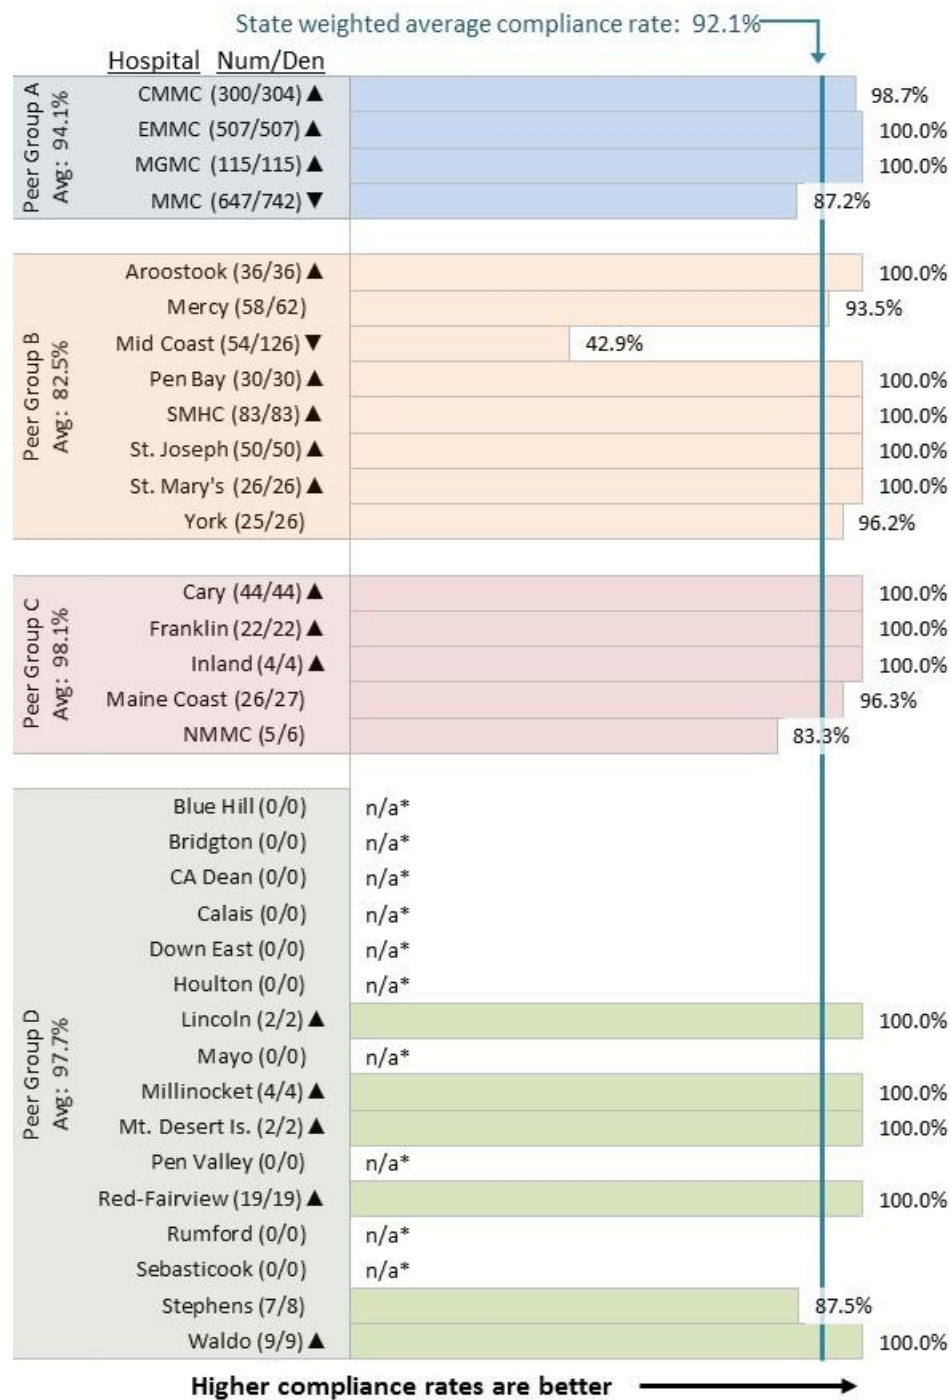 State weighted average compliance rate: 92.1%
Hospital Num/Den
Peer Group A
Avg: 94.1%
CMMC (300/304) ▲ 98.7%
EMMC (507/507) ▲ 100.0%
MGMC (115/115) ▲ 100.0%
MMC (647/742) ▼ 87.2%
Peer Group B
Avg: 82.5%
Aroostook (36/36) ▲ 100.0%
Mercy (58/62) 93.5%
Mid Coast (54/126) ▼ 42.9%
Pen Bay (30/30) ▲ 100.0%
SMHC (83/83) ▲ 100.0%
St. Joseph (50/50) ▲ 100.0%
St. Mary's (26/26) ▲ 100.0%
York (25/26) 96.2%
Peer Group C
Avg: 98.1%
Cary (44/44) ▲ 100.0%
Franklin (22/22) ▲ 100.0%
Inland (4/4) ▲ 100.0%
Maine Coast (26/27) 96.3%
NMMC (5/6) 83.3%
Peer Group D
Avg: 97.7%
Blue Hill (0/0) n/a*
Bridgton (0/0) n/a*
CA Dean (0/0) n/a*
Calais (0/0) n/a*
Down East (0/0) n/a*
Houlton (0/0) n/a*
Lincoln (2/2) ▲ 100.0%
Mayo (0/0) n/a*
Millinocket (4/4) ▲ 100.0%
Mt. Desert Is. (2/2) ▲ 100.0%
Pen Valley (0/0) n/a*
Red-Fairview (19/19) ▲ 100.0%
Rumford (0/0) n/a*
Sebasticook (0/0) n/a*
Stephens (7/8) 87.5%
Waldo (9/9) ▲ 100.0%
Higher compliance rates are better